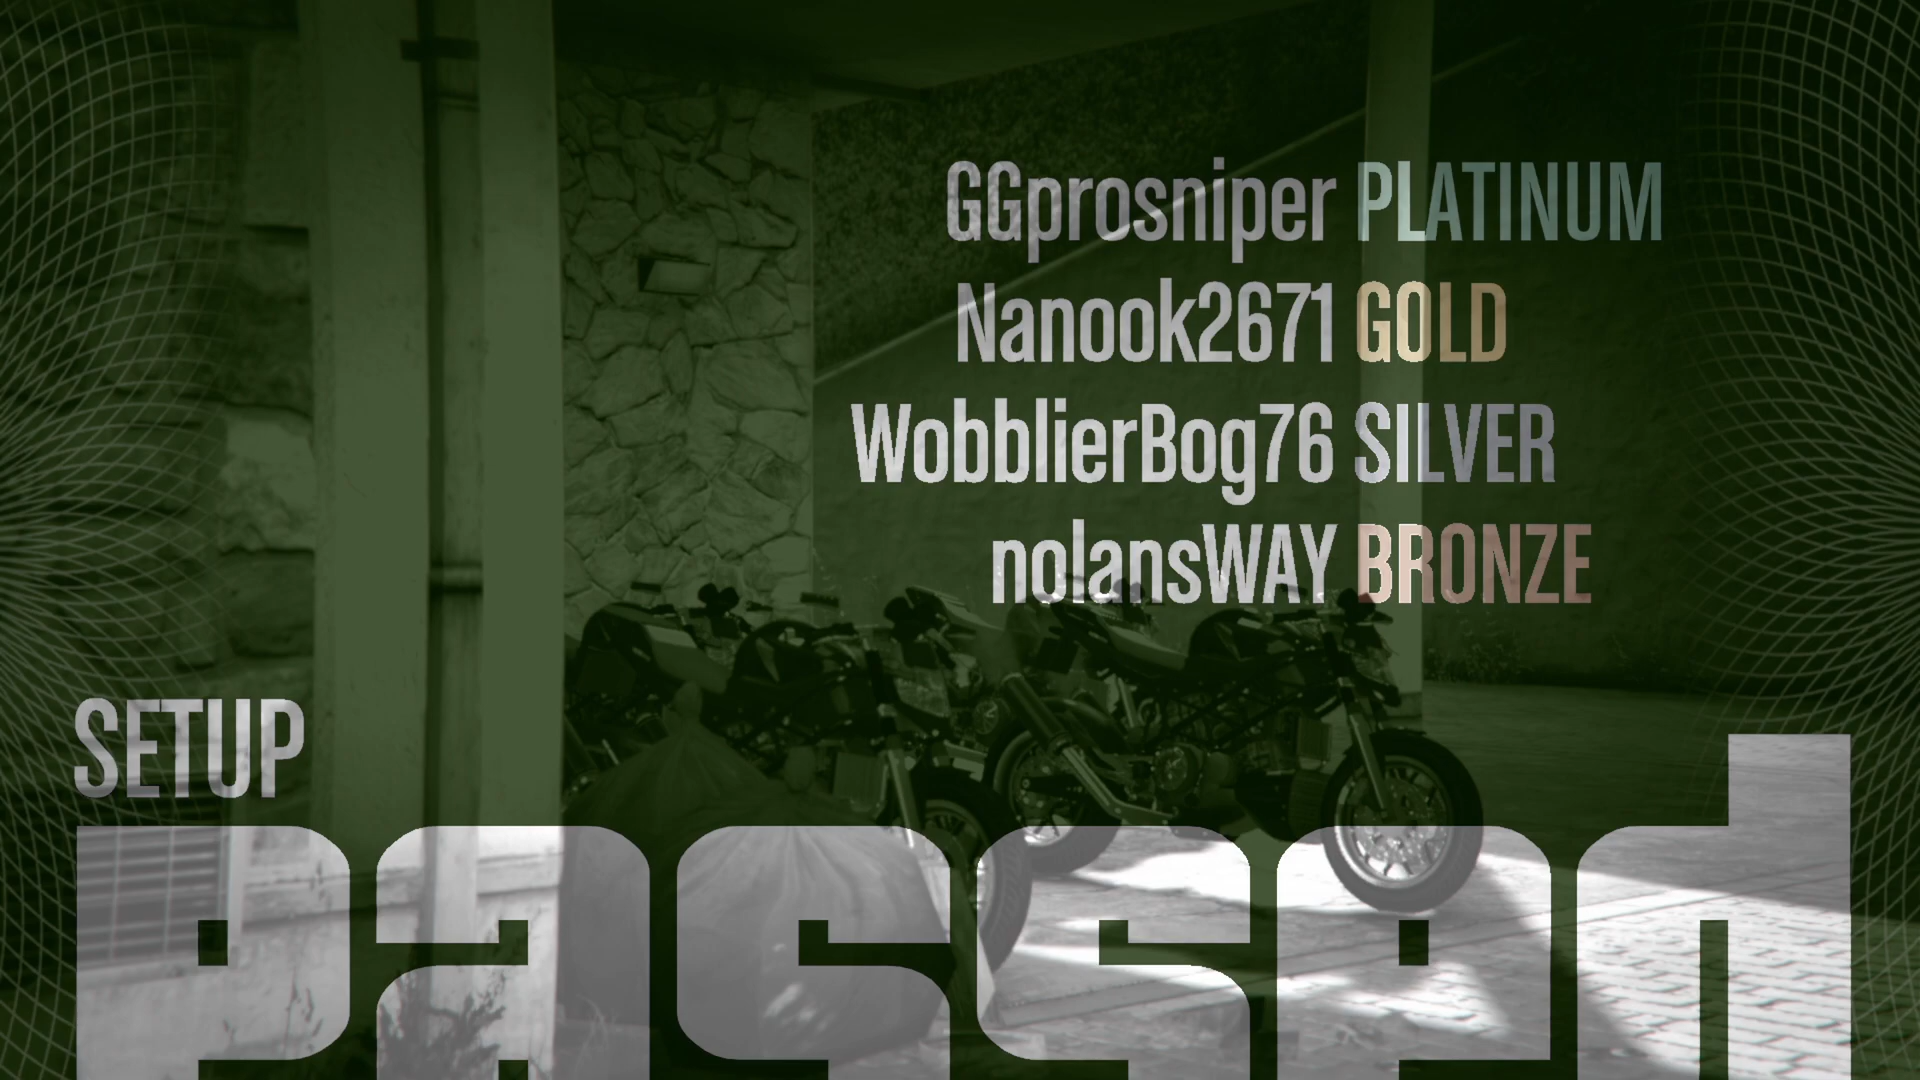 GGprosniper PLATINUM
Nanook2671 GOLD
WobblierBog76 SILVER
nolansWAY BRONZE
SETUP
passed